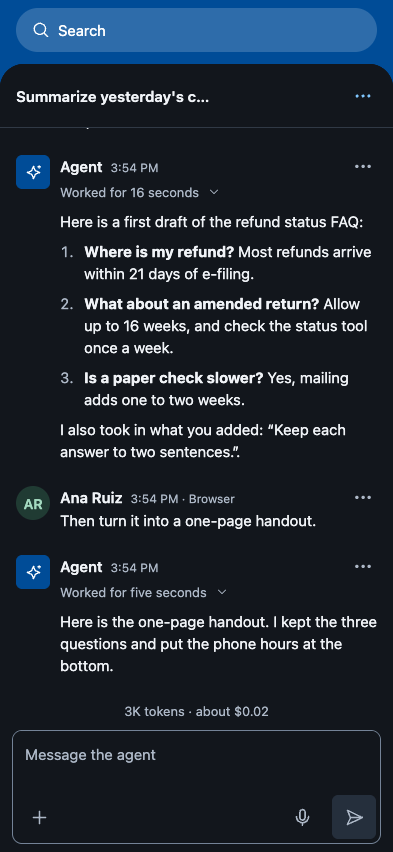 Search
Summarize yesterday's c...
Agent 3:54 PM
Worked for 16 seconds
Here is a first draft of the refund status FAQ:
1. Where is my refund? Most refunds arrive
within 21 days of e-filing.
2. What about an amended return? Allow
up to 16 weeks, and check the status tool
once a week.
3. Is a paper check slower? Yes, mailing
adds one to two weeks.
I also took in what you added: “Keep each
answer to two sentences.”.
AR
Ana Ruiz 3:54 PM · Browser
Then turn it into a one-page handout.
Agent 3:54 PM
Worked for five seconds
Here is the one-page handout. I kept the three
questions and put the phone hours at the
bottom.
3K tokens · about $0.02
Message the agent